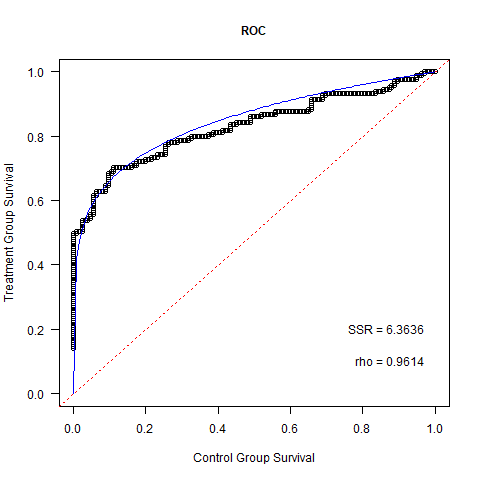 ROC
Treatment Group Survival
1.0
0.8
0.6
0.4
0.2
0.0
SSR = 6.3636
rho = 0.9614
0.0 0.2 0.4 0.6 0.8 1.0
Control Group Survival